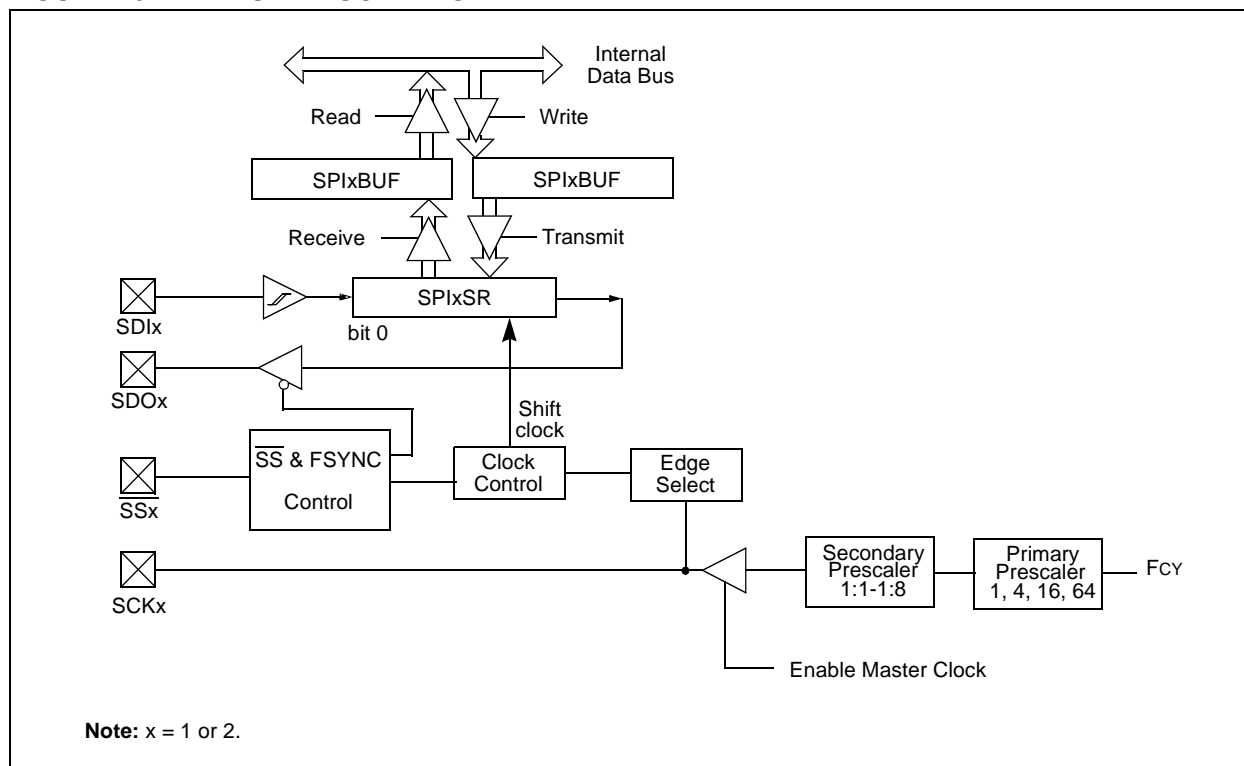 Internal
Data Bus
Read
Write
SPIxBUF
SPIxBUF
Receive
Transmit
SPIxSR
SDIx
bit 0
SDOx
Shift
clock
SS & FSYNC
Control
Clock
Control
Edge
Select
SSx
Secondary
Prescaler
1:1-1:8
Primary
Prescaler
1, 4, 16, 64
FCY
SCKx
Enable Master Clock
Note: x = 1 or 2.